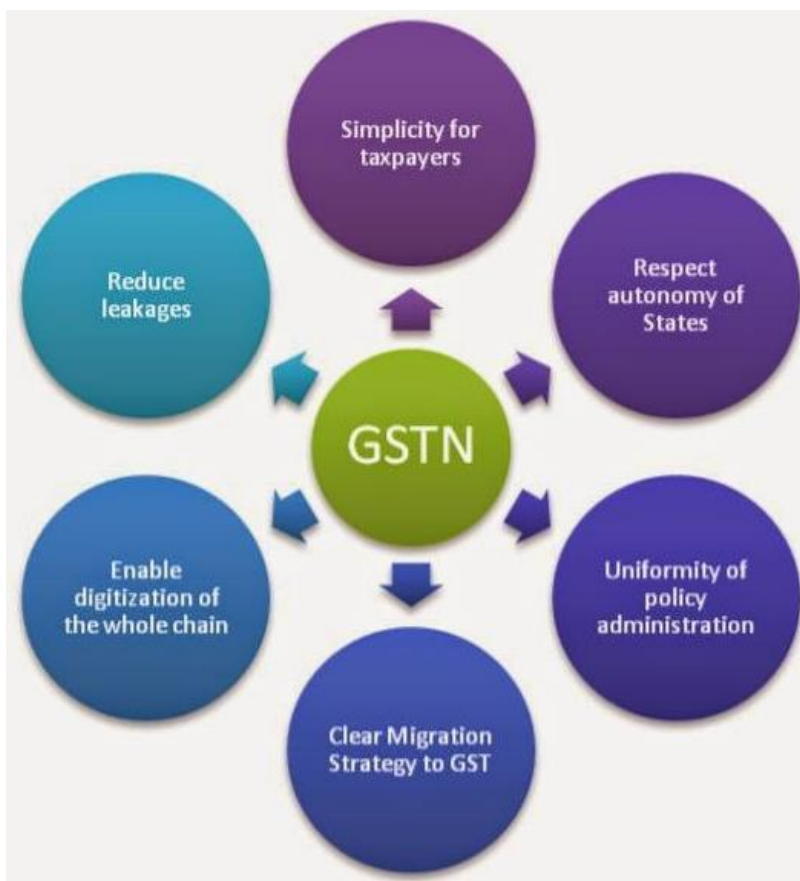 Simplicity for
taxpayers
Respect
autonomy of
States
Uniformity of
policy
administration
Clear Migration
Strategy to GST
Enable
digitization of
the whole chain
Reduce
leakages
GSTN